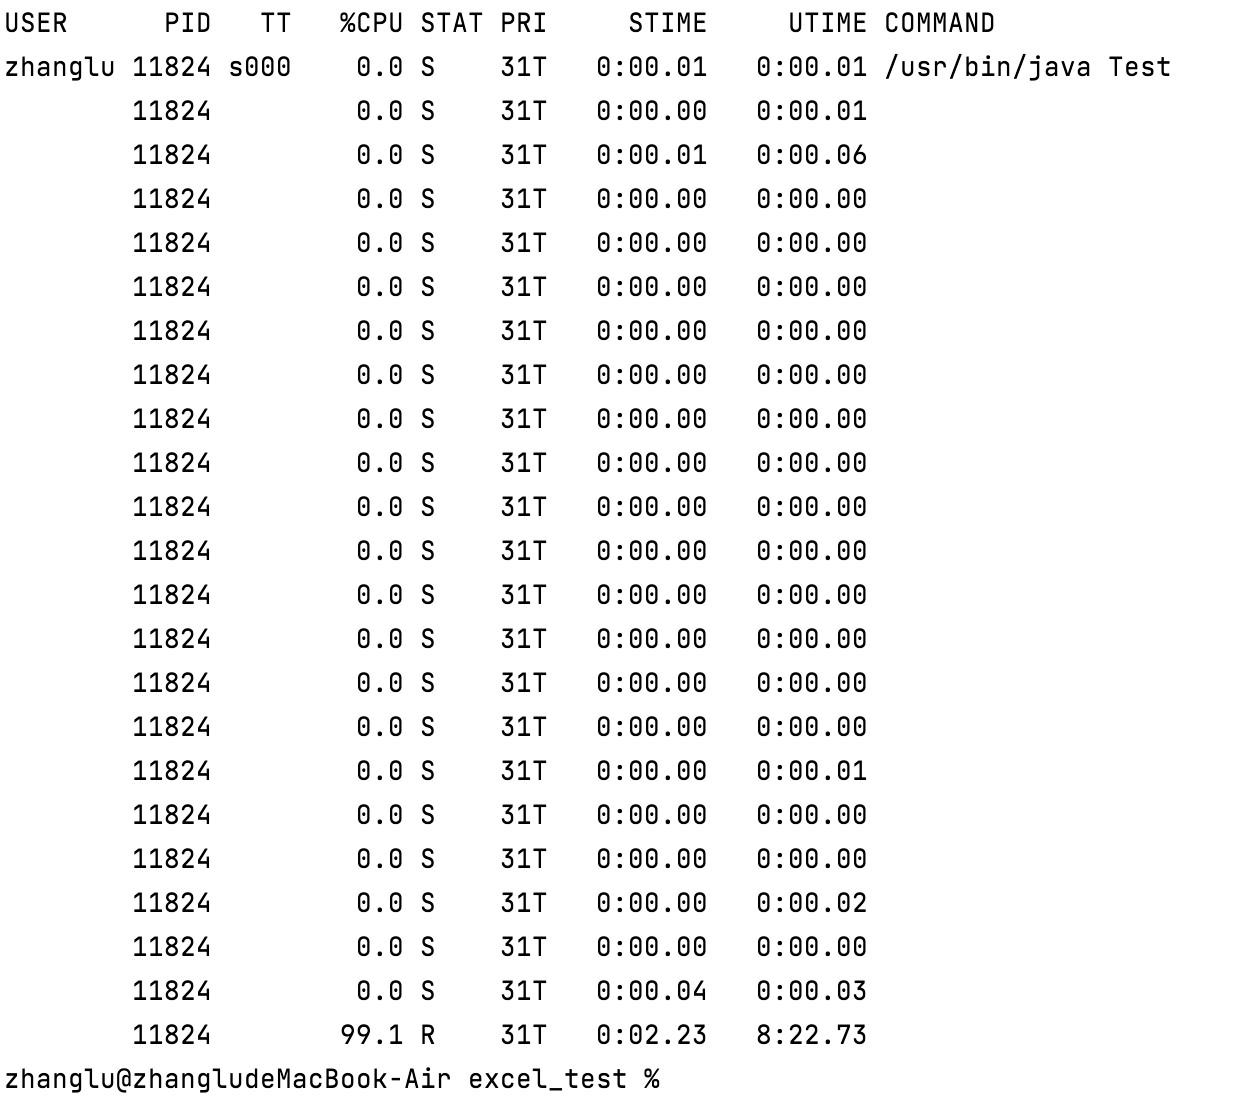 USER      PID   TT   %CPU STAT PRI     STIME     UTIME COMMAND
zhanglu 11824 s000    0.0 S    31T   0:00.01   0:00.01 /usr/bin/java Test
        11824         0.0 S    31T   0:00.00   0:00.01
        11824         0.0 S    31T   0:00.01   0:00.06
        11824         0.0 S    31T   0:00.00   0:00.00
        11824         0.0 S    31T   0:00.00   0:00.00
        11824         0.0 S    31T   0:00.00   0:00.00
        11824         0.0 S    31T   0:00.00   0:00.00
        11824         0.0 S    31T   0:00.00   0:00.00
        11824         0.0 S    31T   0:00.00   0:00.00
        11824         0.0 S    31T   0:00.00   0:00.00
        11824         0.0 S    31T   0:00.00   0:00.00
        11824         0.0 S    31T   0:00.00   0:00.00
        11824         0.0 S    31T   0:00.00   0:00.00
        11824         0.0 S    31T   0:00.00   0:00.00
        11824         0.0 S    31T   0:00.00   0:00.00
        11824         0.0 S    31T   0:00.00   0:00.00
        11824         0.0 S    31T   0:00.00   0:00.01
        11824         0.0 S    31T   0:00.00   0:00.00
        11824         0.0 S    31T   0:00.00   0:00.00
        11824         0.0 S    31T   0:00.00   0:00.02
        11824         0.0 S    31T   0:00.00   0:00.00
        11824         0.0 S    31T   0:00.04   0:00.03
        11824        99.1 R    31T   0:02.23   8:22.73
zhanglu@zhangludeMacBook-Air excel_test %